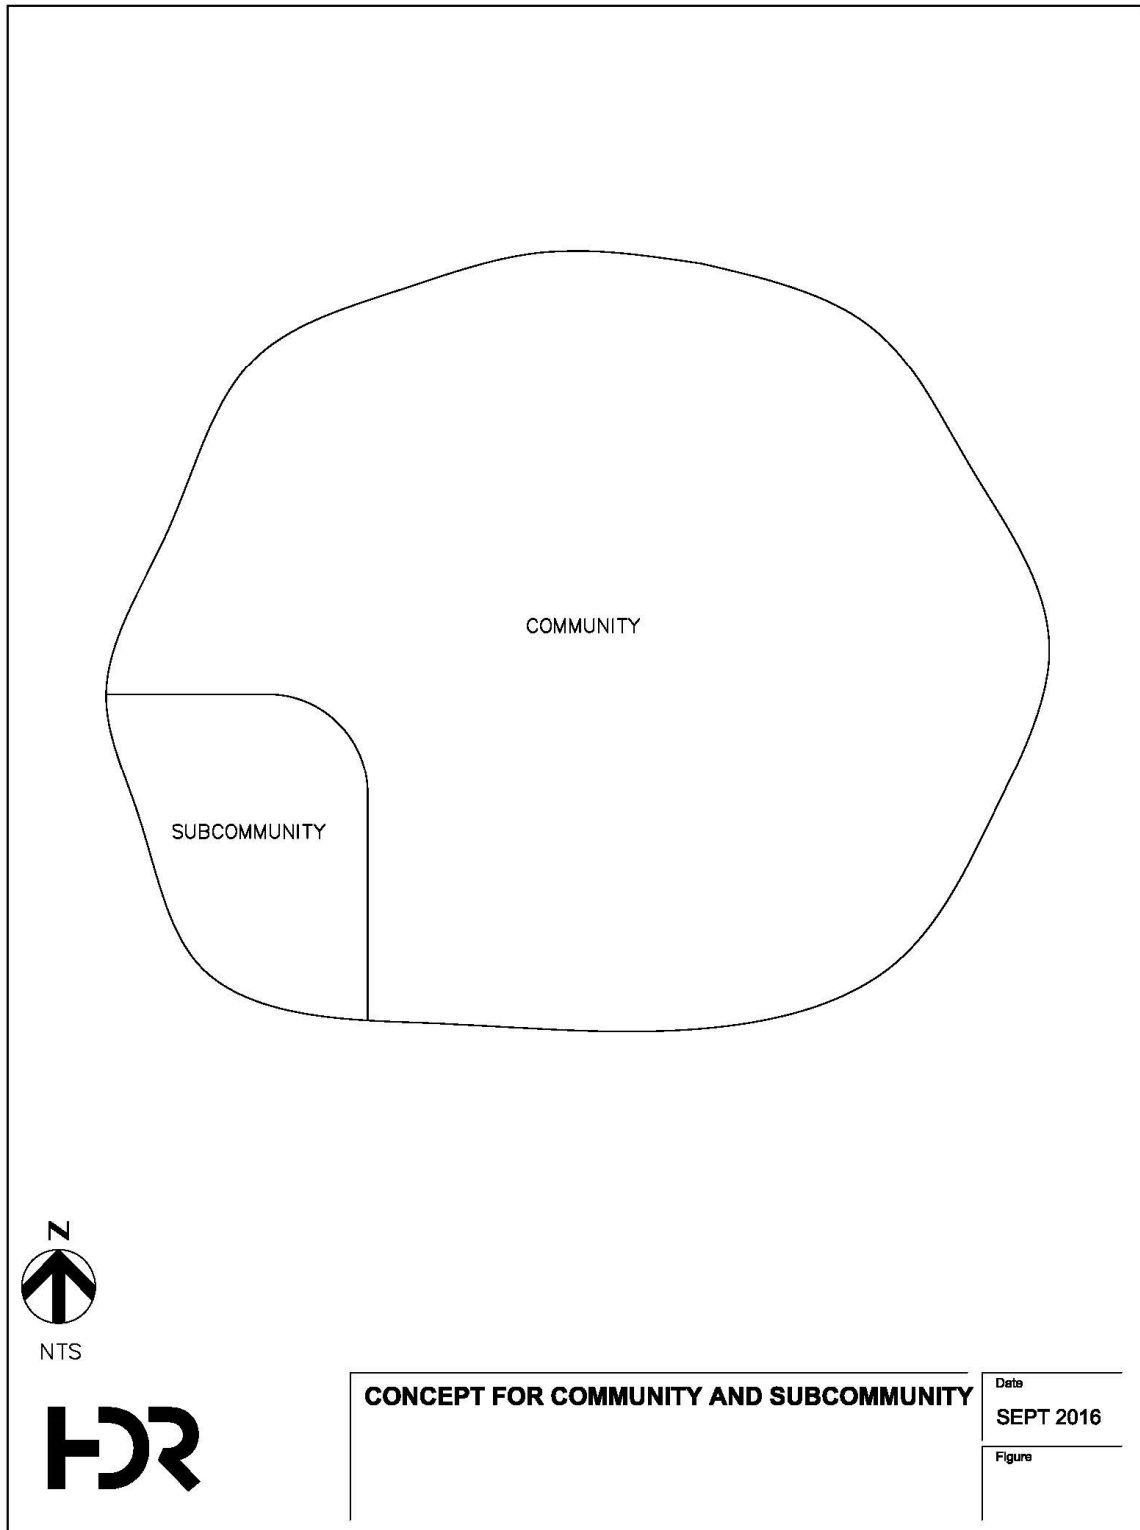 COMMUNITY
SUBCOMMUNITY
N
NTS
HDR
CONCEPT FOR COMMUNITY AND SUBCOMMUNITY
Date
SEPT 2016
Figure